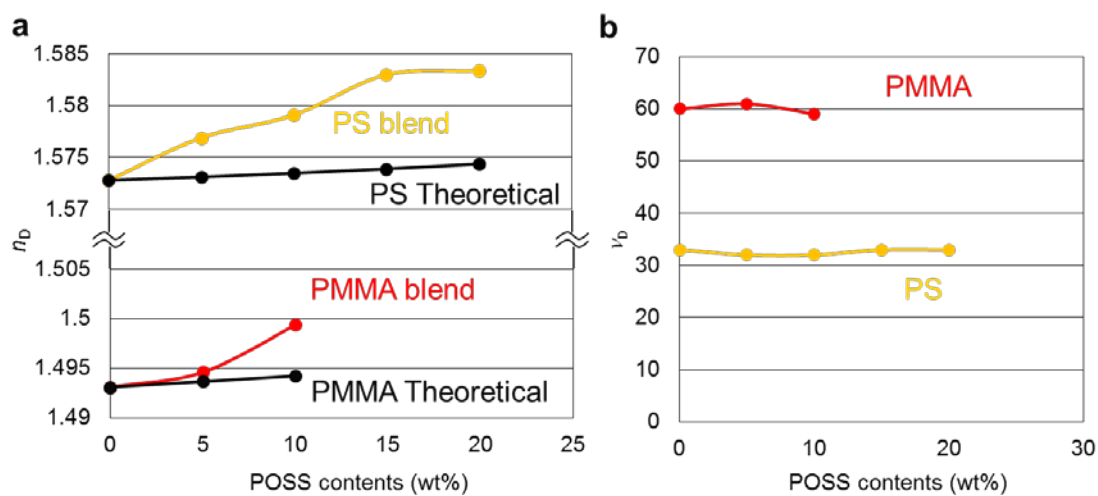 a
1.585
1.58
1.575
1.57
1.505
1.5
1.495
1.49
n_D
PS blend
PS Theoretical
PMMA blend
PMMA Theoretical
0 5 10 15 20 25
POSS contents (wt%)
b
70
60
50
40
30
20
10
0
ν_D
PMMA
PS
0 10 20 30
POSS contents (wt%)